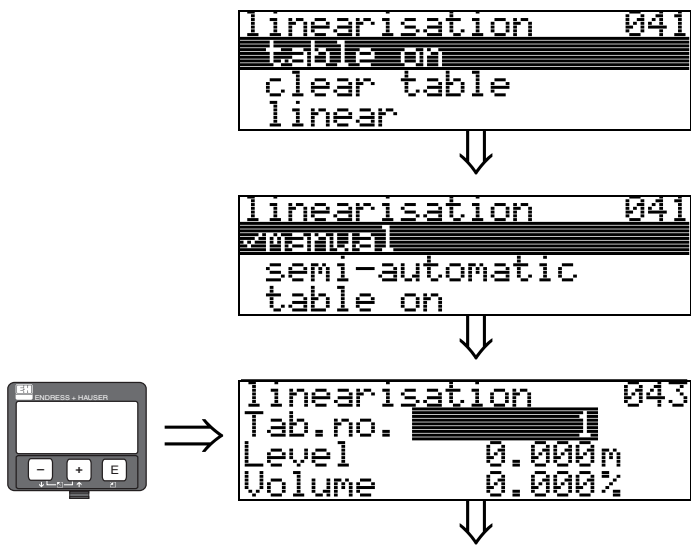 linearisation 041
table on
clear table
linear
linearisation 041
✓manual
semi-automatic
table on
EH
ENDRESS + HAUSER
− + E
linearisation 043
Tab.no. 1
Level 0.000m
Volume 0.000%